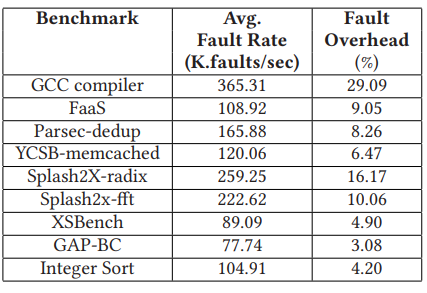 Benchmark Avg. Fault Rate (K.faults/sec) Fault Overhead (%)
GCC compiler 365.31 29.09
FaaS 108.92 9.05
Parsec-dedup 165.88 8.26
YCSB-memcached 120.06 6.47
Splash2X-radix 259.25 16.17
Splash2x-fft 222.62 10.06
XSBench 89.09 4.90
GAP-BC 77.74 3.08
Integer Sort 104.91 4.20